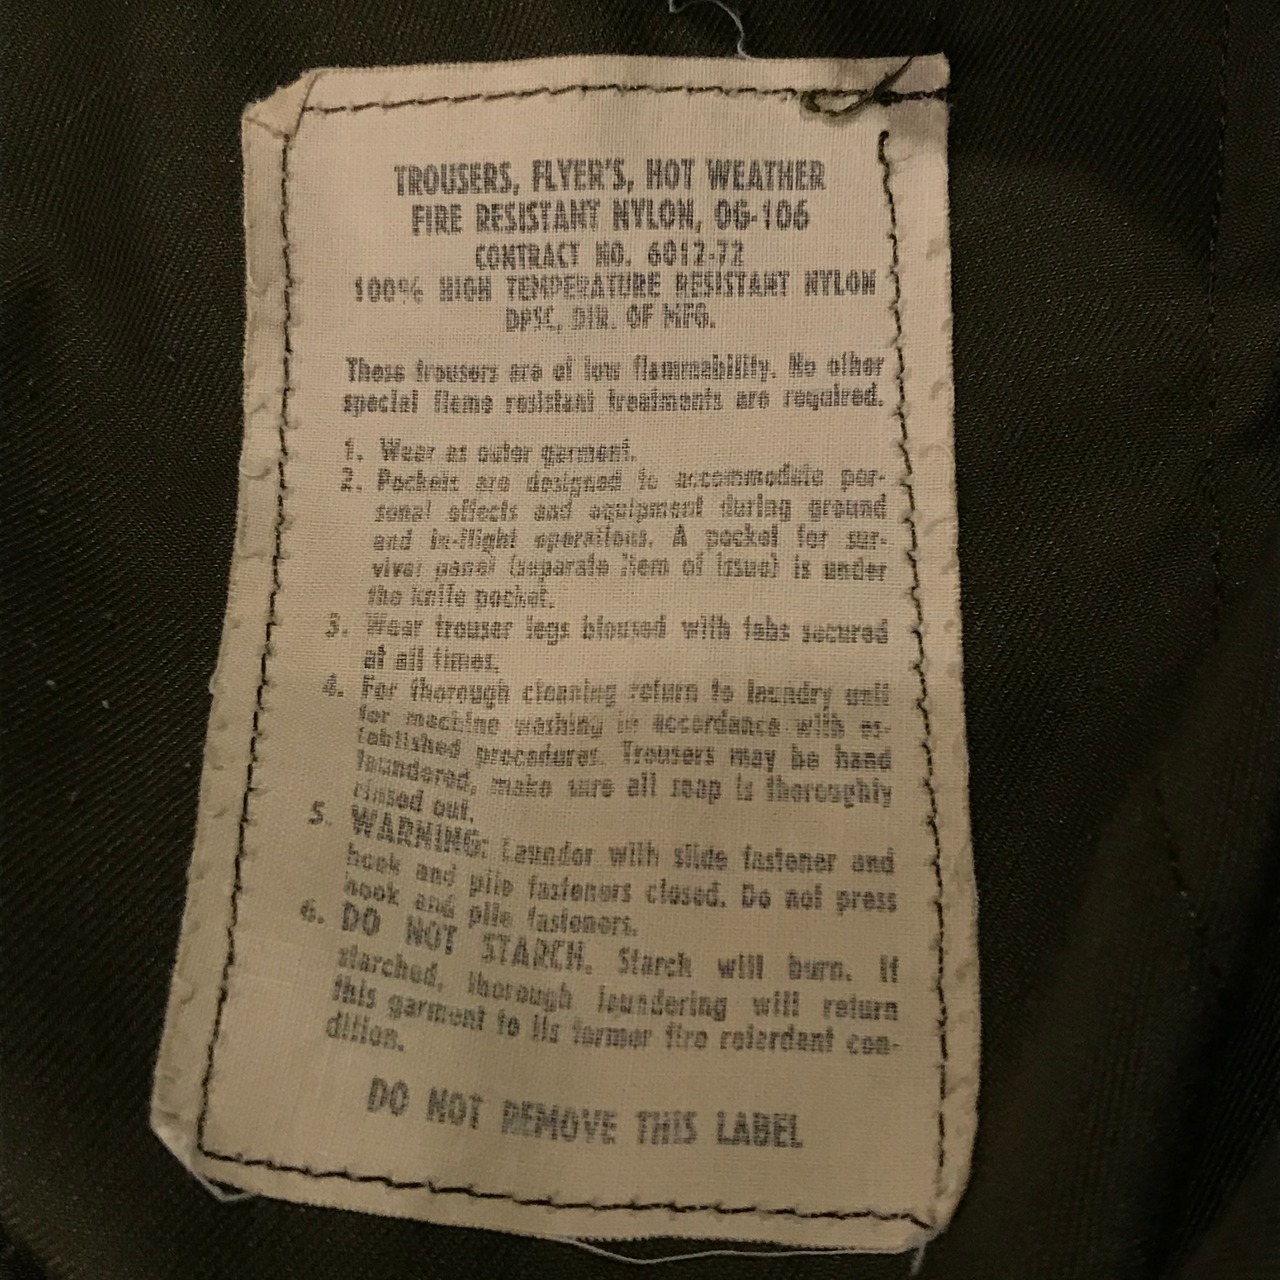 TROUSERS, FLYER'S, HOT WEATHER
FIRE RESISTANT NYLON, OG-106
CONTRACT NO. 6012-72
100% HIGH TEMPERATURE RESISTANT NYLON
DPSC, DIR. OF MFG.
These trousers are of low flammability. No other
special flame resistant treatments are required.
1. Wear as outer garment.
2. Pockets are designed to accommodate per-
sonal effects and equipment during ground
and in-flight operations. A pocket for sur-
vival panel (separate item of issue) is under
the knife pocket.
3. Wear trouser legs bloused with tabs secured
at all times.
4. For thorough cleaning return to laundry unit
for machine washing in accordance with es-
tablished procedures. Trousers may be hand
laundered, make sure all soap is thoroughly
rinsed out.
5. WARNING: Launder with slide fastener and
hook and pile fasteners closed. Do not press
hook and pile fasteners.
6. DO NOT STARCH. Starch will burn. If
starched, thorough laundering will return
this garment to its former fire retardant con-
dition.
DO NOT REMOVE THIS LABEL